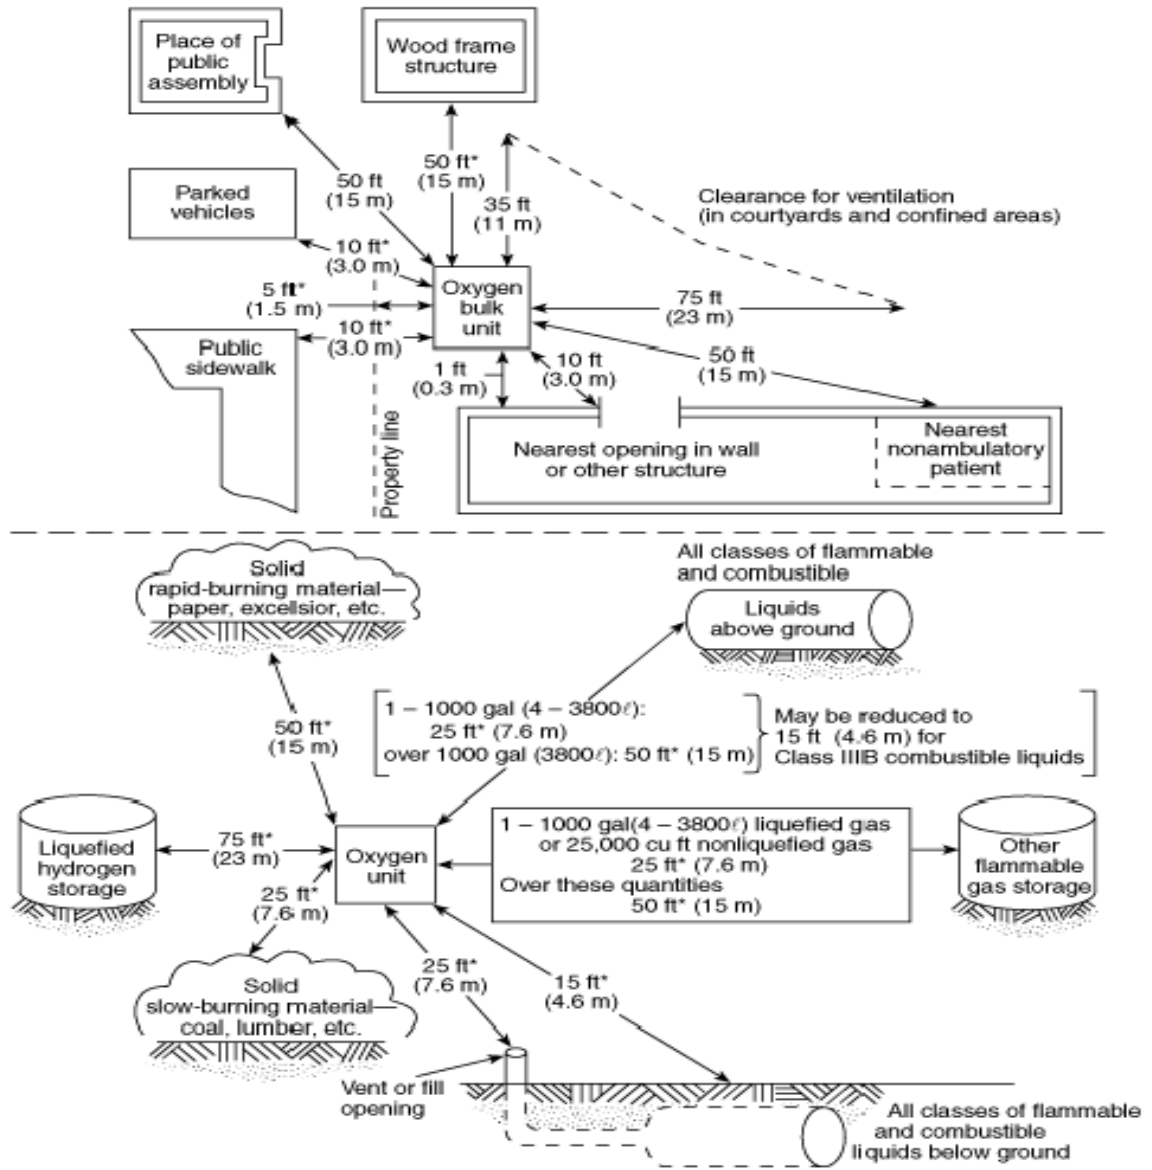 Place of
public
assembly
Wood frame
structure
50 ft*
(15 m)
50 ft
(15 m)
35 ft
(11 m)
Parked
vehicles
Clearance for ventilation
(in courtyards and confined areas)
10 ft*
(3.0 m)
5 ft*
(1.5 m)
Oxygen
bulk
unit
75 ft
(23 m)
10 ft*
(3.0 m)
Public
sidewalk
1 ft
(0.3 m)
10 ft
(3.0 m)
50 ft
(15 m)
Property line
Nearest opening in wall
or other structure
Nearest
nonambulatory
patient
Solid
rapid-burning material—
paper, excelsior, etc.
All classes of flammable
and combustible
Liquids
above ground
50 ft*
(15 m)
1 – 1000 gal (4 – 3800ℓ):
25 ft* (7.6 m)
over 1000 gal (3800ℓ): 50 ft* (15 m)
May be reduced to
15 ft (4.6 m) for
Class IIIB combustible liquids
Liquefied
hydrogen
storage
75 ft*
(23 m)
Oxygen
unit
1 – 1000 gal(4 – 3800ℓ) liquefied gas
or 25,000 cu ft nonliquefied gas
25 ft* (7.6 m)
Over these quantities
50 ft* (15 m)
Other
flammable
gas storage
25 ft*
(7.6 m)
Solid
slow-burning material—
coal, lumber, etc.
25 ft*
(7.6 m)
15 ft*
(4.6 m)
Vent or fill
opening
All classes of flammable
and combustible
liquids below ground